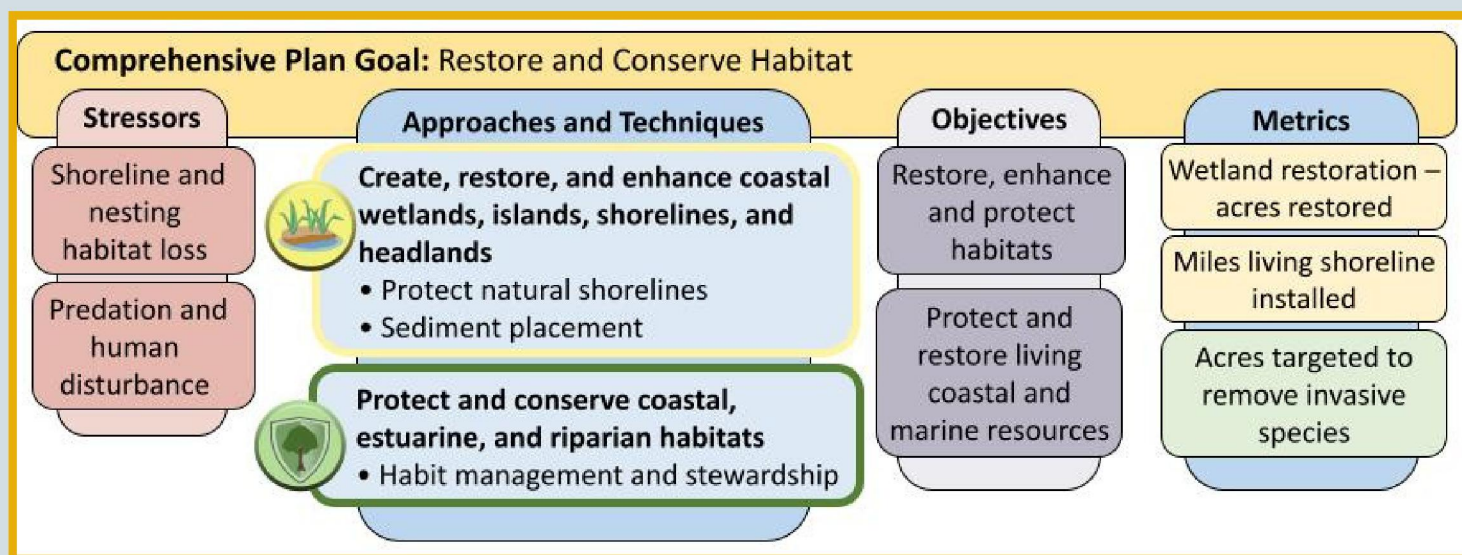 Comprehensive Plan Goal: Restore and Conserve Habitat
Stressors
Shoreline and
nesting
habitat loss
Predation and
human
disturbance
Approaches and Techniques
Create, restore, and enhance coastal
wetlands, islands, shorelines, and
headlands
• Protect natural shorelines
• Sediment placement
Protect and conserve coastal,
estuarine, and riparian habitats
• Habit management and stewardship
Objectives
Restore, enhance
and protect
habitats
Protect and
restore living
coastal and
marine resources
Metrics
Wetland restoration –
acres restored
Miles living shoreline
installed
Acres targeted to
remove invasive
species